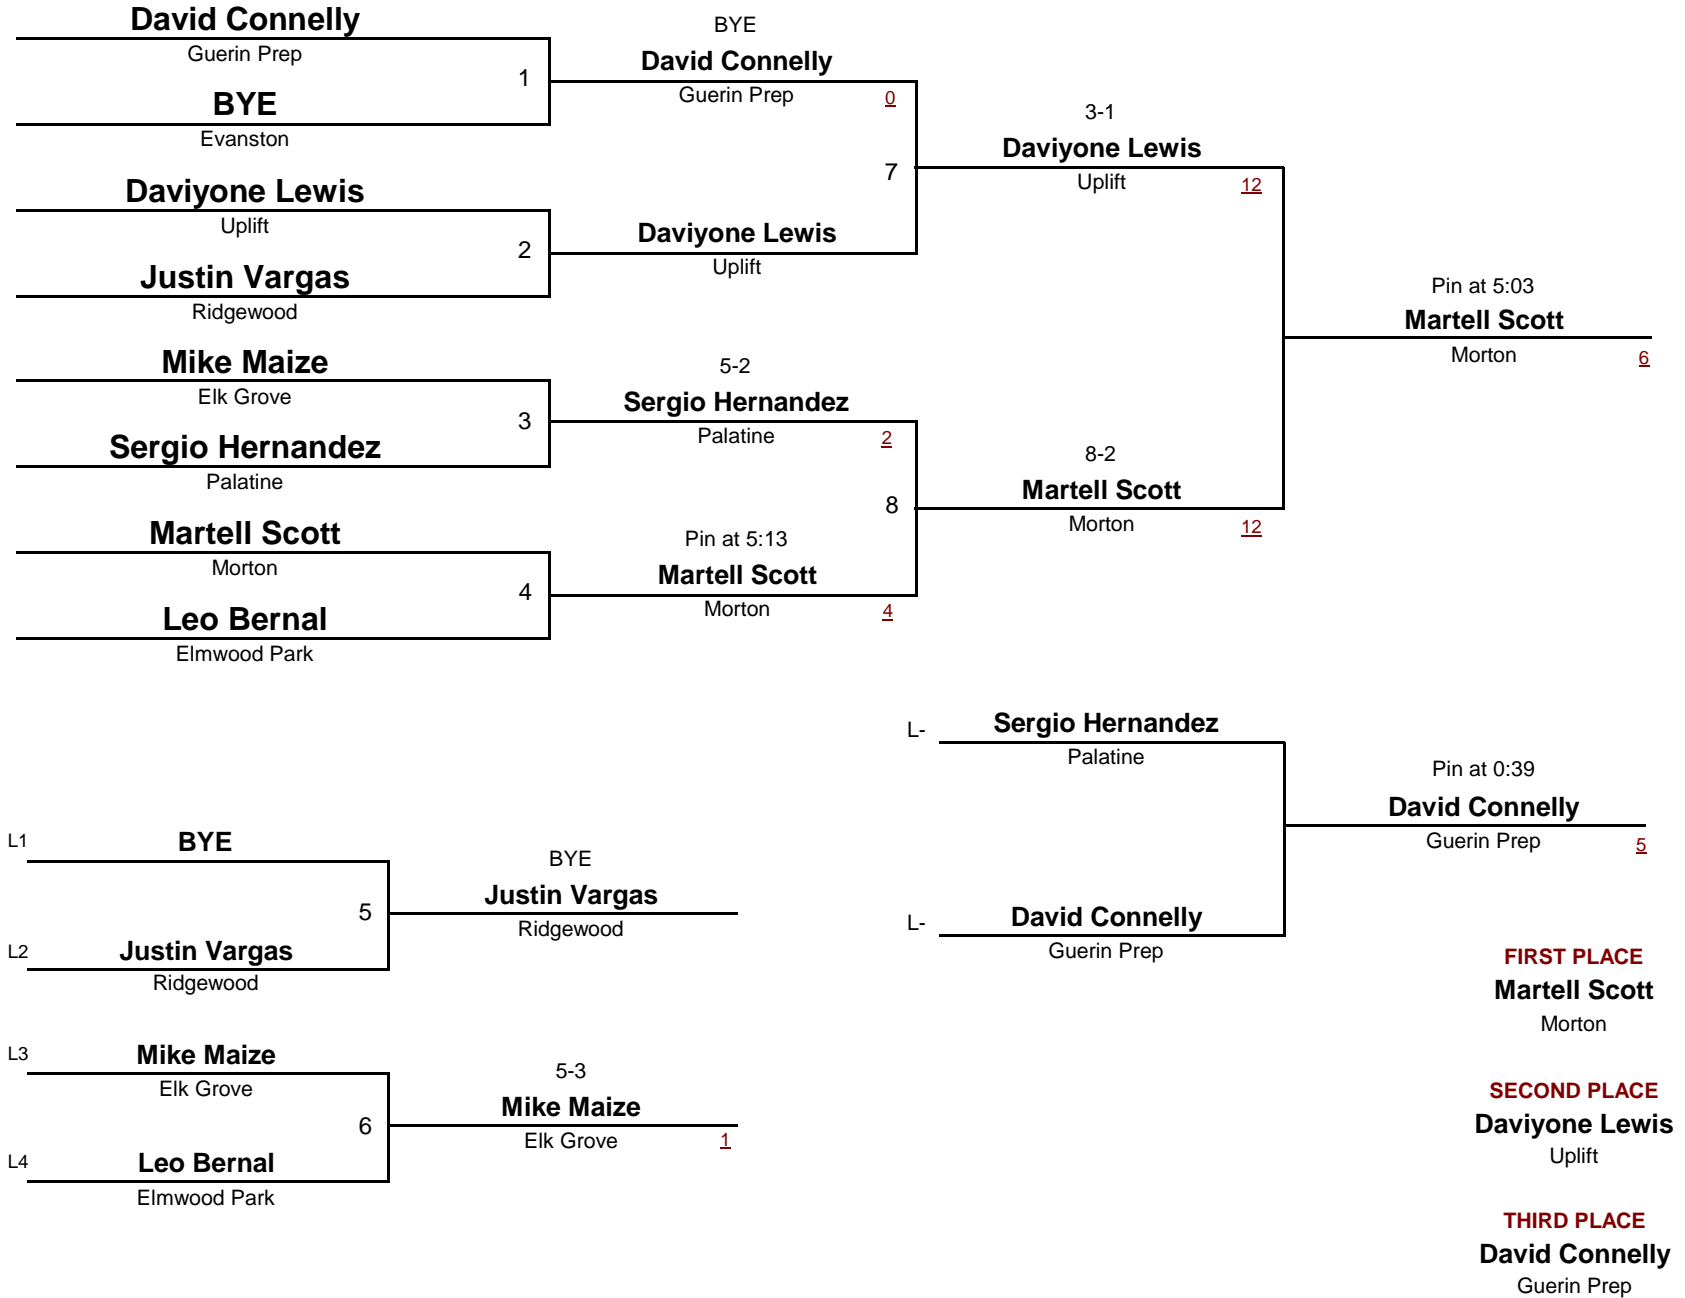 David Connelly
Guerin Prep
1
BYE
Evanston
BYE
David Connelly
Guerin Prep
0
Daviyone Lewis
Uplift
2
Justin Vargas
Ridgewood
7
Daviyone Lewis
Uplift
3-1
Daviyone Lewis
Uplift
12
Mike Maize
Elk Grove
3
Sergio Hernandez
Palatine
5-2
Sergio Hernandez
Palatine
2
Martell Scott
Morton
4
Leo Bernal
Elmwood Park
8
Pin at 5:13
Martell Scott
Morton
4
8-2
Martell Scott
Morton
12
Pin at 5:03
Martell Scott
Morton
6
L-
Sergio Hernandez
Palatine
L-
David Connelly
Guerin Prep
Pin at 0:39
David Connelly
Guerin Prep
5
L1
BYE
5
L2
Justin Vargas
Ridgewood
BYE
Justin Vargas
Ridgewood
L3
Mike Maize
Elk Grove
6
L4
Leo Bernal
Elmwood Park
5-3
Mike Maize
Elk Grove
1
FIRST PLACE
Martell Scott
Morton
SECOND PLACE
Daviyone Lewis
Uplift
THIRD PLACE
David Connelly
Guerin Prep